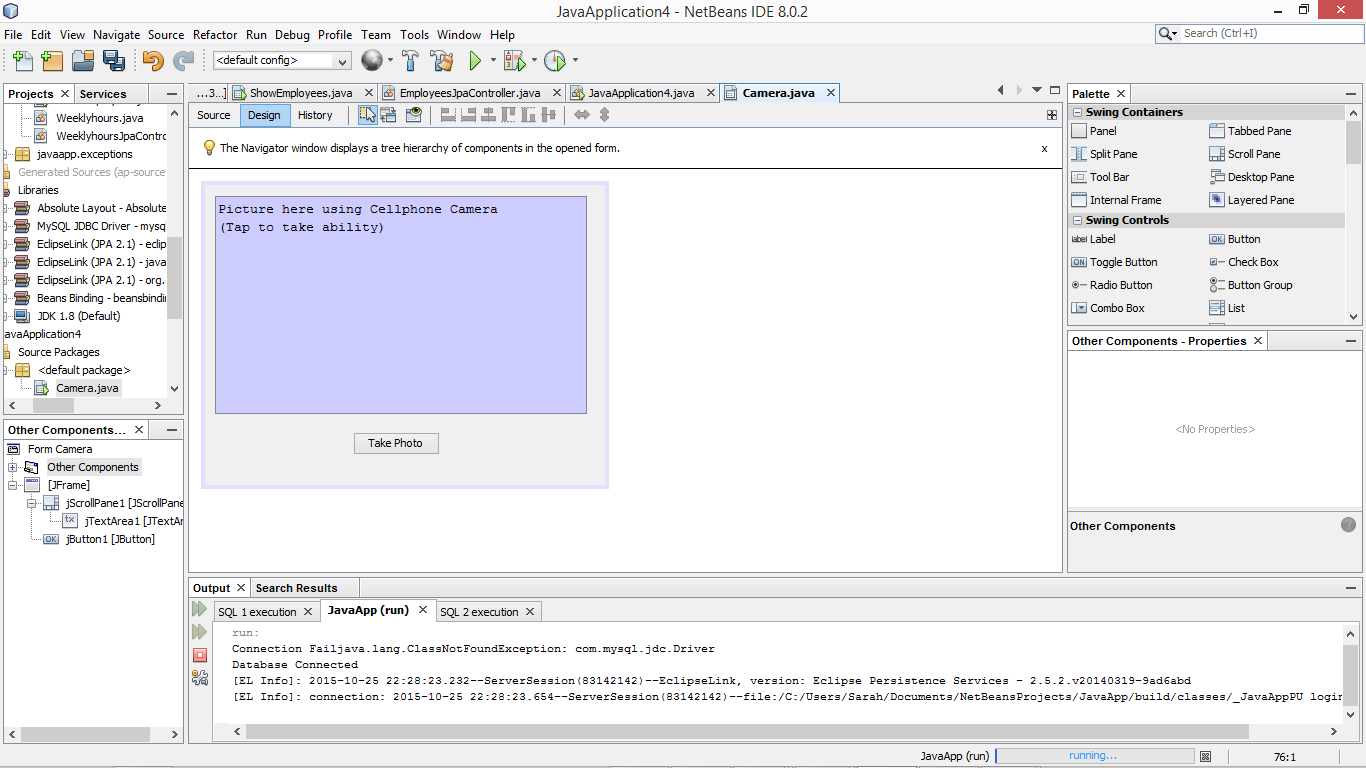 JavaApplication4 - NetBeans IDE 8.0.2
File Edit View Navigate Source Refactor Run Debug Profile Team Tools Window Help
Search (Ctrl+I)
<default config>
Projects Services
Weeklyhours.java
WeeklyhoursJpaContro
javaapp.exceptions
Generated Sources (ap-source
Libraries
Absolute Layout - Absolute
MySQL JDBC Driver - mysq
EclipseLink (JPA 2.1) - eclip
EclipseLink (JPA 2.1) - java
EclipseLink (JPA 2.1) - org.
Beans Binding - beansbindi
JDK 1.8 (Default)
avaApplication4
Source Packages
<default package>
Camera.java
Other Components...
Form Camera
Other Components
[JFrame]
jScrollPane1 [JScrollPane
jTextArea1 [JTextAr
jButton1 [JButton]
...3...] ShowEmployees.java EmployeesJpaController.java JavaApplication4.java Camera.java
Source Design History
The Navigator window displays a tree hierarchy of components in the opened form. x
Picture here using Cellphone Camera
(Tap to take ability)
Take Photo
Palette
Swing Containers
Panel Tabbed Pane
Split Pane Scroll Pane
Tool Bar Desktop Pane
Internal Frame Layered Pane
Swing Controls
label Label OK Button
ON Toggle Button Check Box
Radio Button Button Group
Combo Box List
Other Components - Properties
<No Properties>
Other Components
Output Search Results
SQL 1 execution JavaApp (run) SQL 2 execution
run:
Connection Failjava.lang.ClassNotFoundException: com.mysql.jdc.Driver
Database Connected
[EL Info]: 2015-10-25 22:28:23.232--ServerSession(83142142)--EclipseLink, version: Eclipse Persistence Services - 2.5.2.v20140319-9ad6abd
[EL Info]: connection: 2015-10-25 22:28:23.654--ServerSession(83142142)--file:/C:/Users/Sarah/Documents/NetBeansProjects/JavaApp/build/classes/_JavaAppPU login
JavaApp (run) running... 76:1